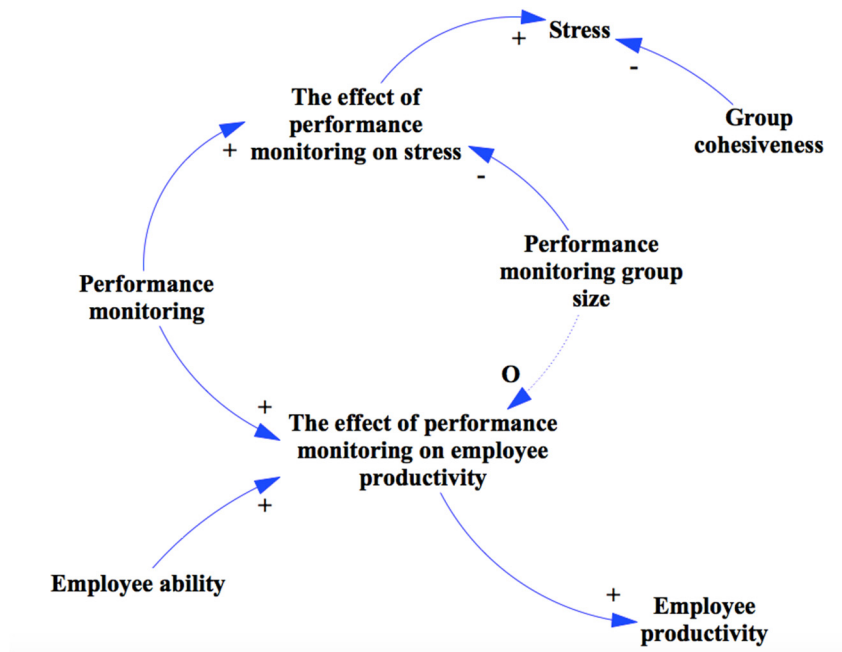 Stress
+
-
The effect of
performance
monitoring on stress
+
Group
cohesiveness
-
Performance
monitoring group
size
Performance
monitoring
O
+
The effect of performance
monitoring on employee
productivity
+
Employee ability
+
Employee
productivity